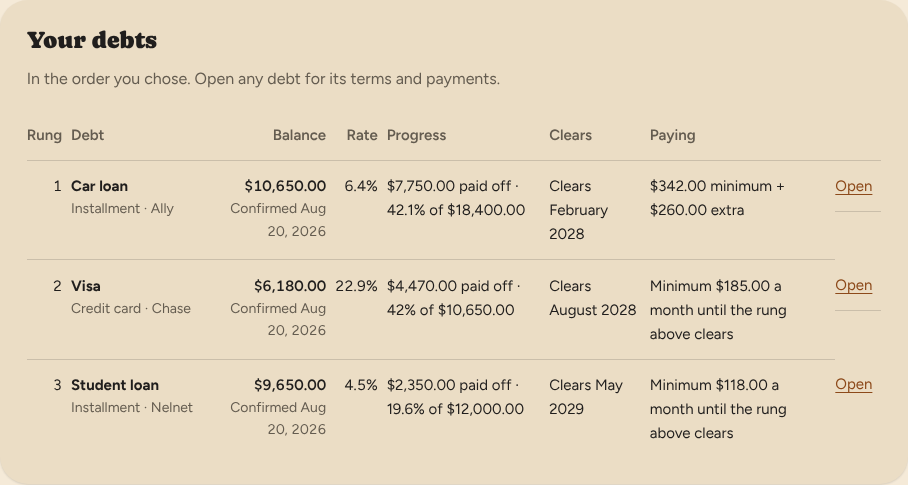 Your debts
In the order you chose. Open any debt for its terms and payments.
Rung Debt Balance Rate Progress Clears Paying
1 Car loan $10,650.00 6.4% $7,750.00 paid off · Clears $342.00 minimum + Open
Installment · Ally Confirmed Aug 42.1% of $18,400.00 February $260.00 extra
20, 2026 2028
2 Visa $6,180.00 22.9% $4,470.00 paid off · Clears Minimum $185.00 a Open
Credit card · Chase Confirmed Aug 42% of $10,650.00 August 2028 month until the rung
20, 2026 above clears
3 Student loan $9,650.00 4.5% $2,350.00 paid off · Clears May Minimum $118.00 a Open
Installment · Nelnet Confirmed Aug 19.6% of $12,000.00 2029 month until the rung
20, 2026 above clears